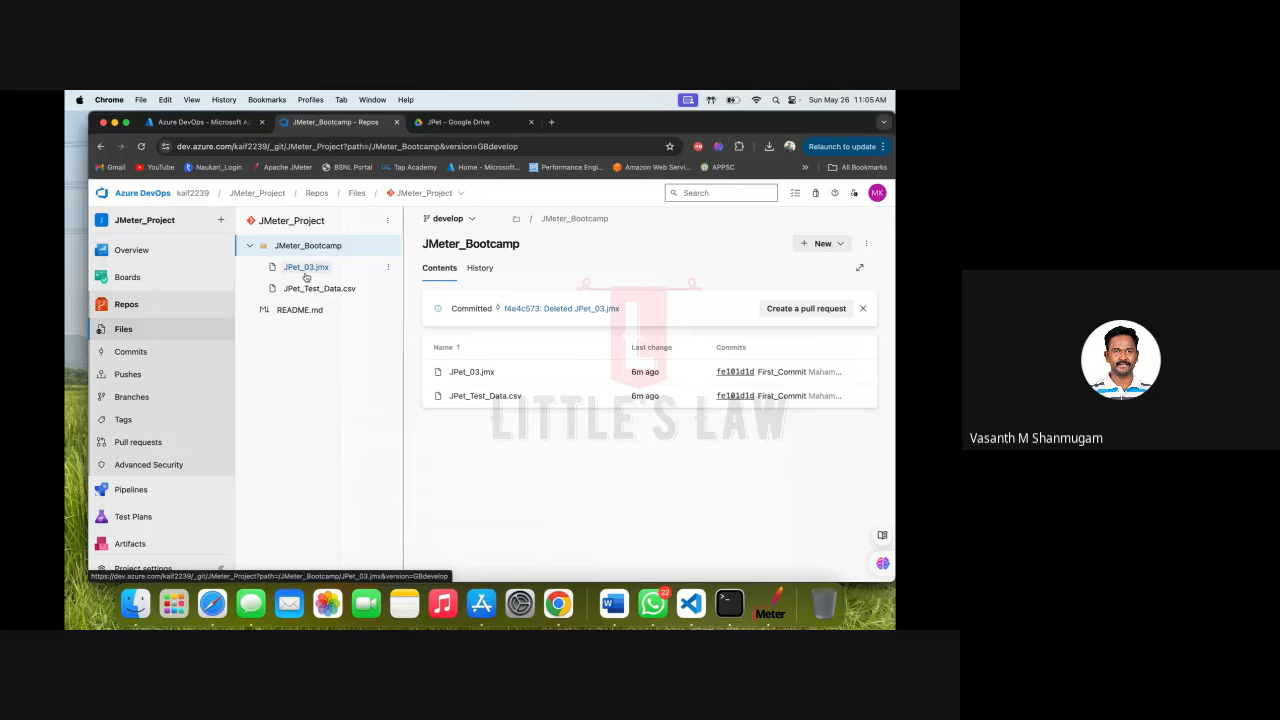 Chrome File Edit View History Bookmarks Profiles Tab Window Help Sun May 26 11:05 AM
Azure DevOps - Microsoft Az JMeter_Bootcamp - Repos JPet - Google Drive
dev.azure.com/kaif2239/_git/JMeter_Project?path=/JMeter_Bootcamp&version=GBdevelop Relaunch to update
Gmail YouTube Naukari_Login Apache JMeter BSNL Portal Tap Academy Home - Microsoft... Performance Engi... Amazon Web Servi... APPSC » All Bookmarks
Azure DevOps kaif2239 / JMeter_Project / Repos / Files / JMeter_Project Search MK
J JMeter_Project +
Overview
Boards
Repos
Files
Commits
Pushes
Branches
Tags
Pull requests
Advanced Security
Pipelines
Test Plans
Artifacts
Project settings
JMeter_Project
JMeter_Bootcamp
JPet_03.jmx
JPet_Test_Data.csv
README.md
develop / JMeter_Bootcamp
JMeter_Bootcamp + New
Contents History
Committed f4e4c573: Deleted JPet_03.jmx Create a pull request
Name ↑ Last change Commits
JPet_03.jmx 6m ago fe101d1d First_Commit Maham...
JPet_Test_Data.csv 6m ago fe101d1d First_Commit Maham...
L
LITTLE'S LAW
https://dev.azure.com/kaif2239/_git/JMeter_Project?path=/JMeter_Bootcamp/JPet_03.jmx&version=GBdevelop
22
Meter
Vasanth M Shanmugam